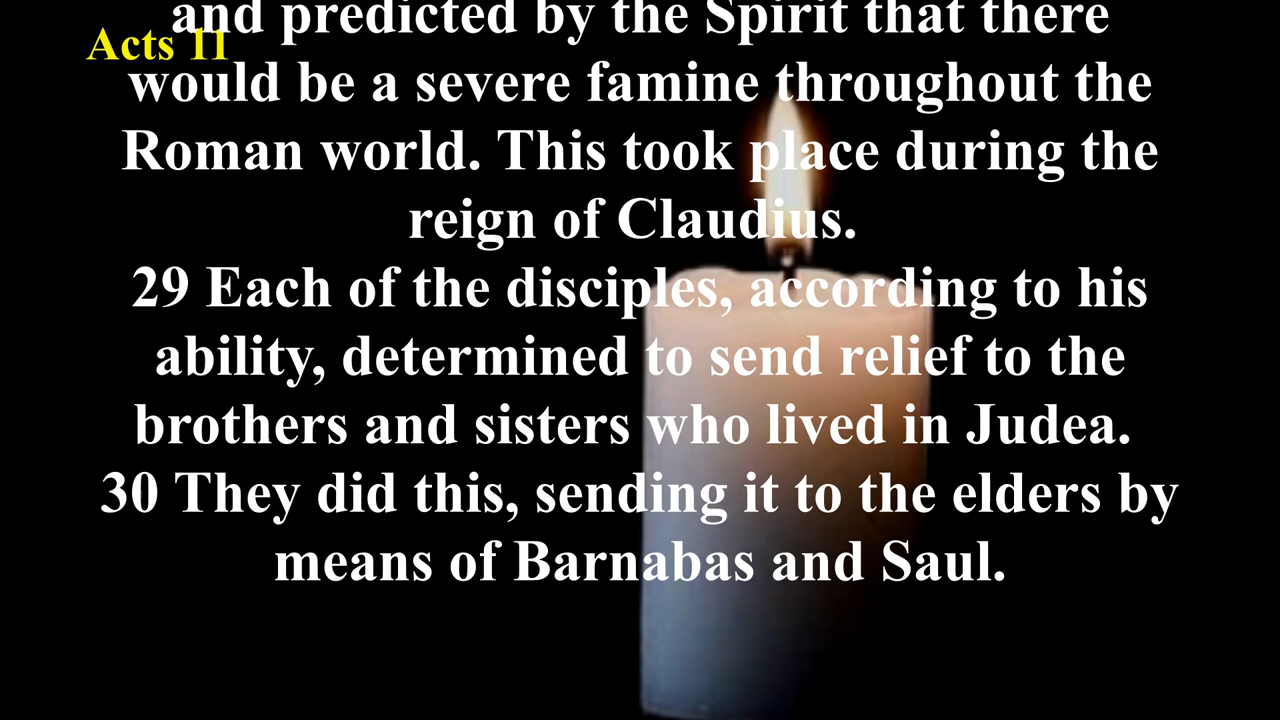 and predicted by the Spirit that there
Acts 11
would be a severe famine throughout the
Roman world. This took place during the
reign of Claudius.
29 Each of the disciples, according to his
ability, determined to send relief to the
brothers and sisters who lived in Judea.
30 They did this, sending it to the elders by
means of Barnabas and Saul.